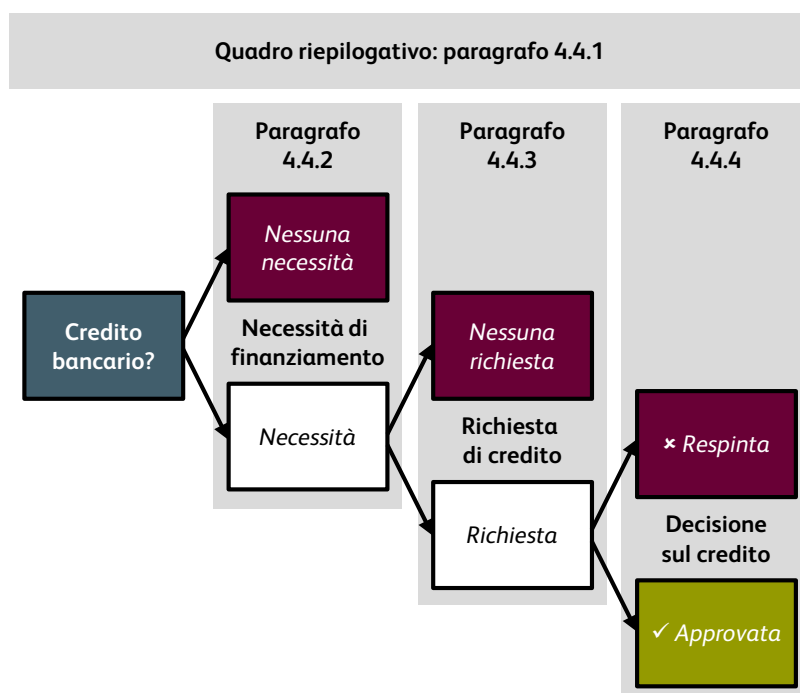 Quadro riepilogativo: paragrafo 4.4.1
Paragrafo
4.4.2
Paragrafo
4.4.3
Paragrafo
4.4.4
Nessuna
necessità
Credito
bancario?
Necessità di
finanziamento
Nessuna
richiesta
Necessità
Richiesta
di credito
× Respinta
Richiesta
Decisione
sul credito
✓ Approvata